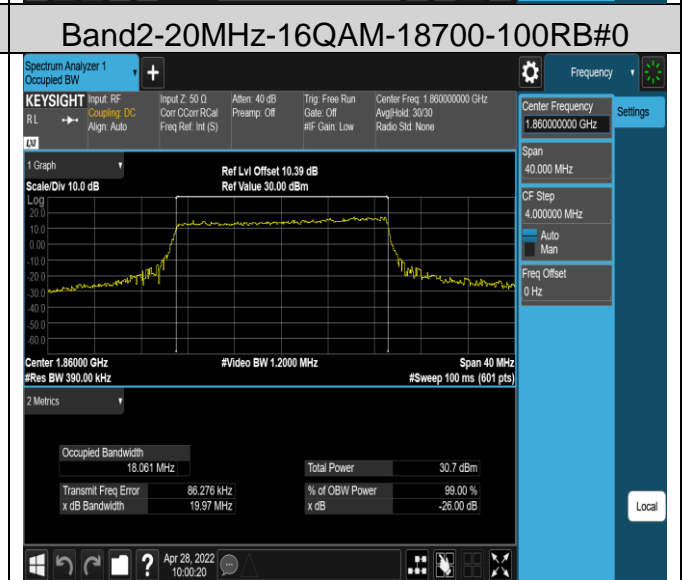 Band2-20MHz-16QAM-18700-100RB#0
Spectrum Analyzer 1
Occupied BW
+
Frequency
KEYSIGHT
RL
Input: RF
Coupling: DC
Align: Auto
Input Z: 50 Ω
Corr CCorr RCal
Freq Ref: Int (S)
Atten: 40 dB
Preamp: Off
Trig: Free Run
Gate: Off
#IF Gain: Low
Center Freq: 1.860000000 GHz
Avg|Hold: 30/30
Radio Std: None
LXI
Center Frequency
1.860000000 GHz
Settings
Span
40.000 MHz
CF Step
4.000000 MHz
Auto
Man
Freq Offset
0 Hz
1 Graph
Scale/Div 10.0 dB
Ref Lvl Offset 10.39 dB
Ref Value 30.00 dBm
Log
20.0
10.0
0.00
-10.0
-20.0
-30.0
-40.0
-50.0
-60.0
Center 1.86000 GHz
#Video BW 1.2000 MHz
Span 40 MHz
#Res BW 390.00 kHz
#Sweep 100 ms (601 pts)
2 Metrics
Occupied Bandwidth
18.061 MHz
Total Power 30.7 dBm
Transmit Freq Error 86.276 kHz
% of OBW Power 99.00 %
x dB Bandwidth 19.97 MHz
x dB -26.00 dB
Local
?
Apr 28, 2022
10:00:20